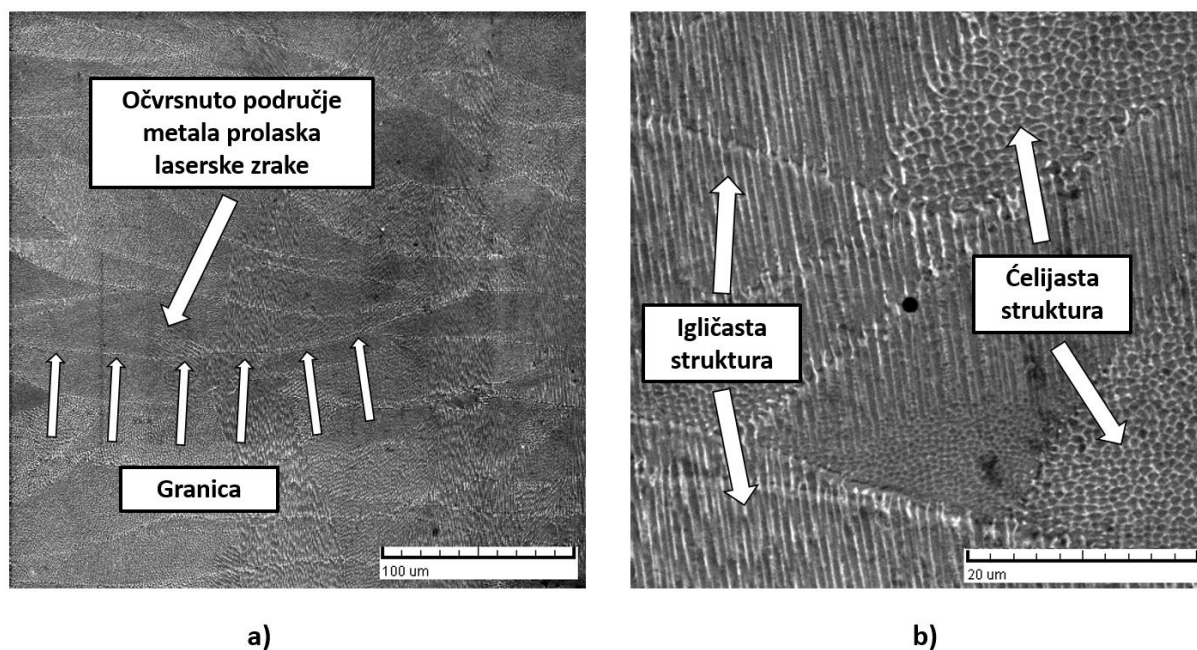 Očvrsnuto područje
metala prolaska
laserske zrake
Granica
100 um
a)
Igličasta
struktura
Ćelijasta
struktura
20 um
b)